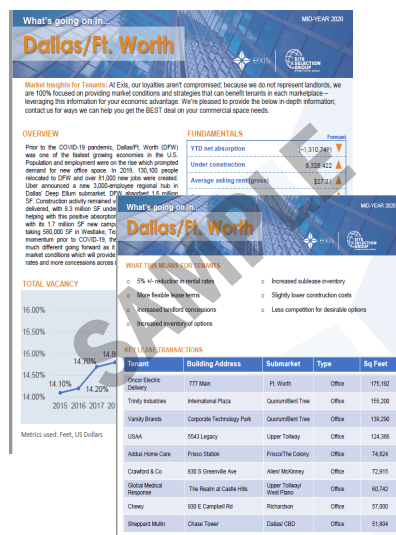 What's going on in...
MID-YEAR 2020
Dallas/Ft. Worth
exis
SITE
SELECTION
GROUP
Market Insights for Tenants: At Exis, our loyalties aren't compromised; because we do not represent landlords, we
are 100% focused on providing market conditions and strategies that can benefit tenants in each marketplace –
leveraging this information for your economic advantage. We're pleased to provide the below in-depth information;
contact us for ways we can help you get the BEST deal on your commercial space needs.
OVERVIEW
Prior to the COVID-19 pandemic, Dallas/Ft. Worth (DFW)
was one of the fastest growing economies in the U.S.
Population and employment were on the rise which prompted
demand for new office space. In 2019, 130,100 people
relocated to DFW and over 81,000 new jobs were created.
Uber announced a new 3,000-employee regional hub in
Dallas' Deep Ellum submarket. DFW absorbed 1.6 million
SF. Construction activity remained
delivered, with 8.3 million SF
helping with this positive absorption
with its 1.7 million SF new
taking 580,000 SF in Westlake,
momentum prior to COVID-19, the
much different going forward as it
market conditions which will provide
rates and more concessions across
FUNDAMENTALS
Forecast
YTD net absorption -1,310,749
Under construction 8,328,422
Average asking rent (gross) $27.81
TOTAL VACANCY
16.00%
15.50%
15.00%
14.50%
14.00%
14.10%
14.20%
14.70%
14.8
2015 2016 2017 20
Metrics used: Feet, US Dollars
What's going on in...
MID-YEAR 2020
Dallas/Ft. Worth
exis
SITE
SELECTION
GROUP
WHAT THIS MEANS FOR TENANTS
o 5% +/- reduction in rental rates
o More flexible lease terms
o Increased landlord concessions
o Increased inventory of options
o Increased sublease inventory
o Slightly lower construction costs
o Less competition for desirable options
KEY LEASE TRANSACTIONS
Tenant Building Address Submarket Type Sq Feet
Oncor Electric Delivery 777 Main Ft. Worth Office 175,192
Trinity Industries International Plaza Quorum/Bent Tree Office 155,200
Varsity Brands Corporate Technology Park Quorum/Bent Tree Office 139,290
USAA 5543 Legacy Upper Tollway Office 124,366
Addus Home Care Frisco Station Frisco/The Colony Office 74,824
Crawford & Co 830 S Greenville Ave Allen/ McKinney Office 72,915
Global Medical Response The Realm at Castle Hills Upper Tollway/ West Plano Office 60,742
Chewy 930 E Campbell Rd Richardson Office 57,000
Sheppard Mullin Chase Tower Dallas/ CBD Office 51,804
SAMPLE